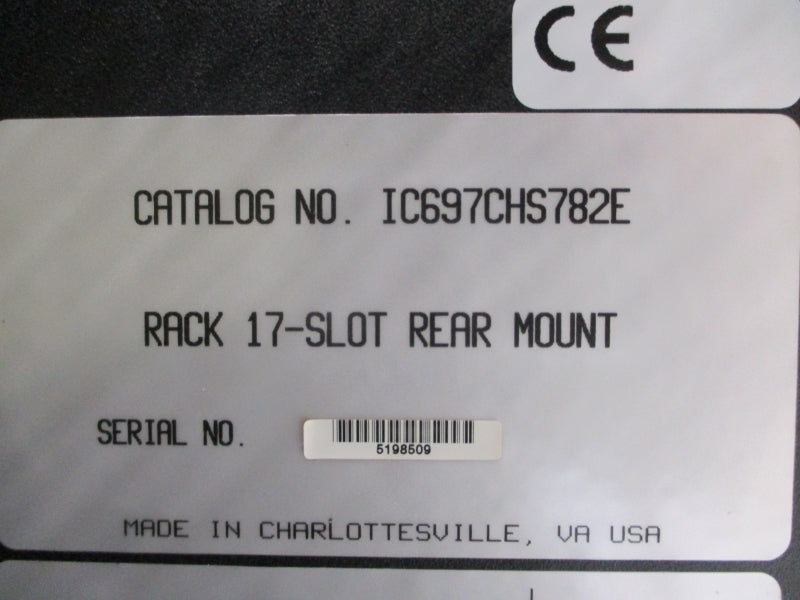 CE
CATALOG NO. IC697CHS782E
RACK 17-SLOT REAR MOUNT
SERIAL NO. 5198509
MADE IN CHARLOTTESVILLE, VA USA